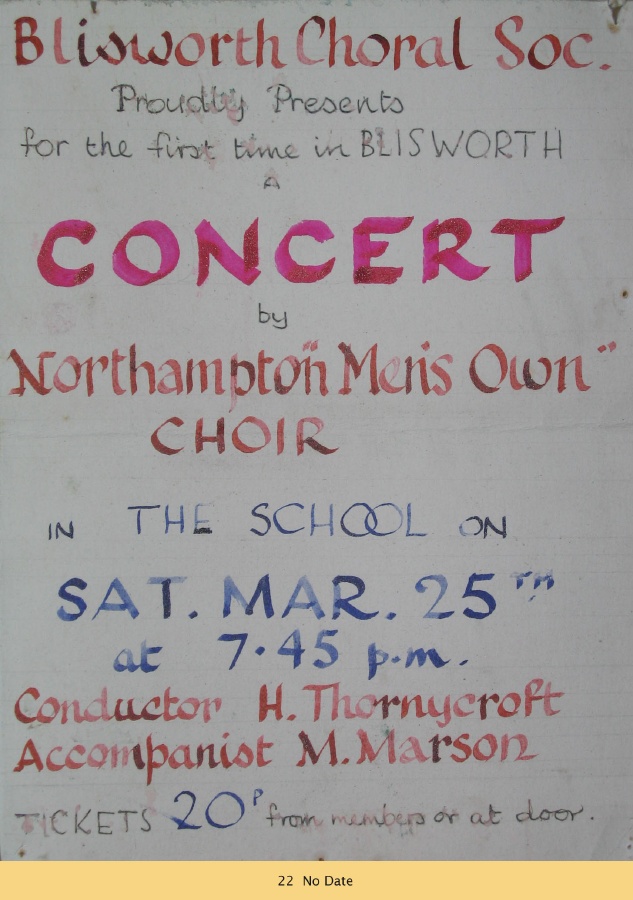 Blisworth Choral Soc.
Proudly Presents
for the first time in BLISWORTH
A
CONCERT
by
Northampton "Men's Own"
CHOIR
IN THE SCHOOL ON
SAT. MAR. 25TH
at 7.45 p.m.
Conductor H. Thornycroft
Accompanist M. Marson
TICKETS 20P from members or at door.
22 No Date